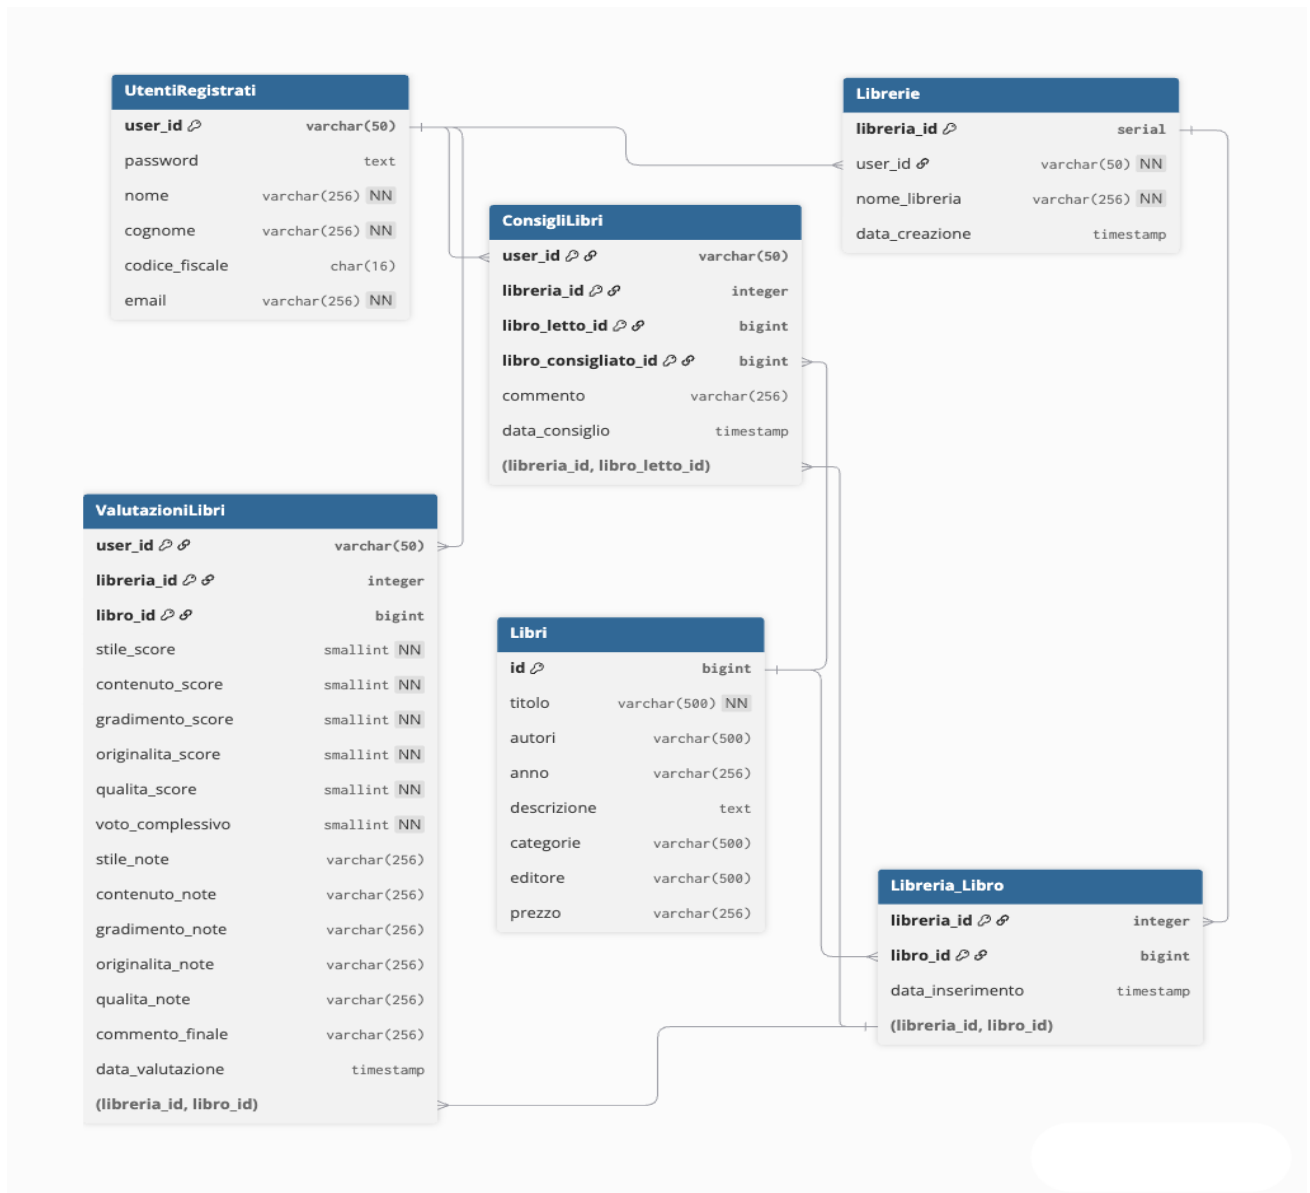 UtentiRegistrati
user_id varchar(50)
password text
nome varchar(256) NN
cognome varchar(256) NN
codice_fiscale char(16)
email varchar(256) NN
Librerie
libreria_id serial
user_id varchar(50) NN
nome_libreria varchar(256) NN
data_creazione timestamp
ConsigliLibri
user_id varchar(50)
libreria_id integer
libro_letto_id bigint
libro_consigliato_id bigint
commento varchar(256)
data_consiglio timestamp
(libreria_id, libro_letto_id)
ValutazioniLibri
user_id varchar(50)
libreria_id integer
libro_id bigint
stile_score smallint NN
contenuto_score smallint NN
gradimento_score smallint NN
originalita_score smallint NN
qualita_score smallint NN
voto_complessivo smallint NN
stile_note varchar(256)
contenuto_note varchar(256)
gradimento_note varchar(256)
originalita_note varchar(256)
qualita_note varchar(256)
commento_finale varchar(256)
data_valutazione timestamp
(libreria_id, libro_id)
Libri
id bigint
titolo varchar(500) NN
autori varchar(500)
anno varchar(256)
descrizione text
categorie varchar(500)
editore varchar(500)
prezzo varchar(256)
Libreria_Libro
libreria_id integer
libro_id bigint
data_inserimento timestamp
(libreria_id, libro_id)